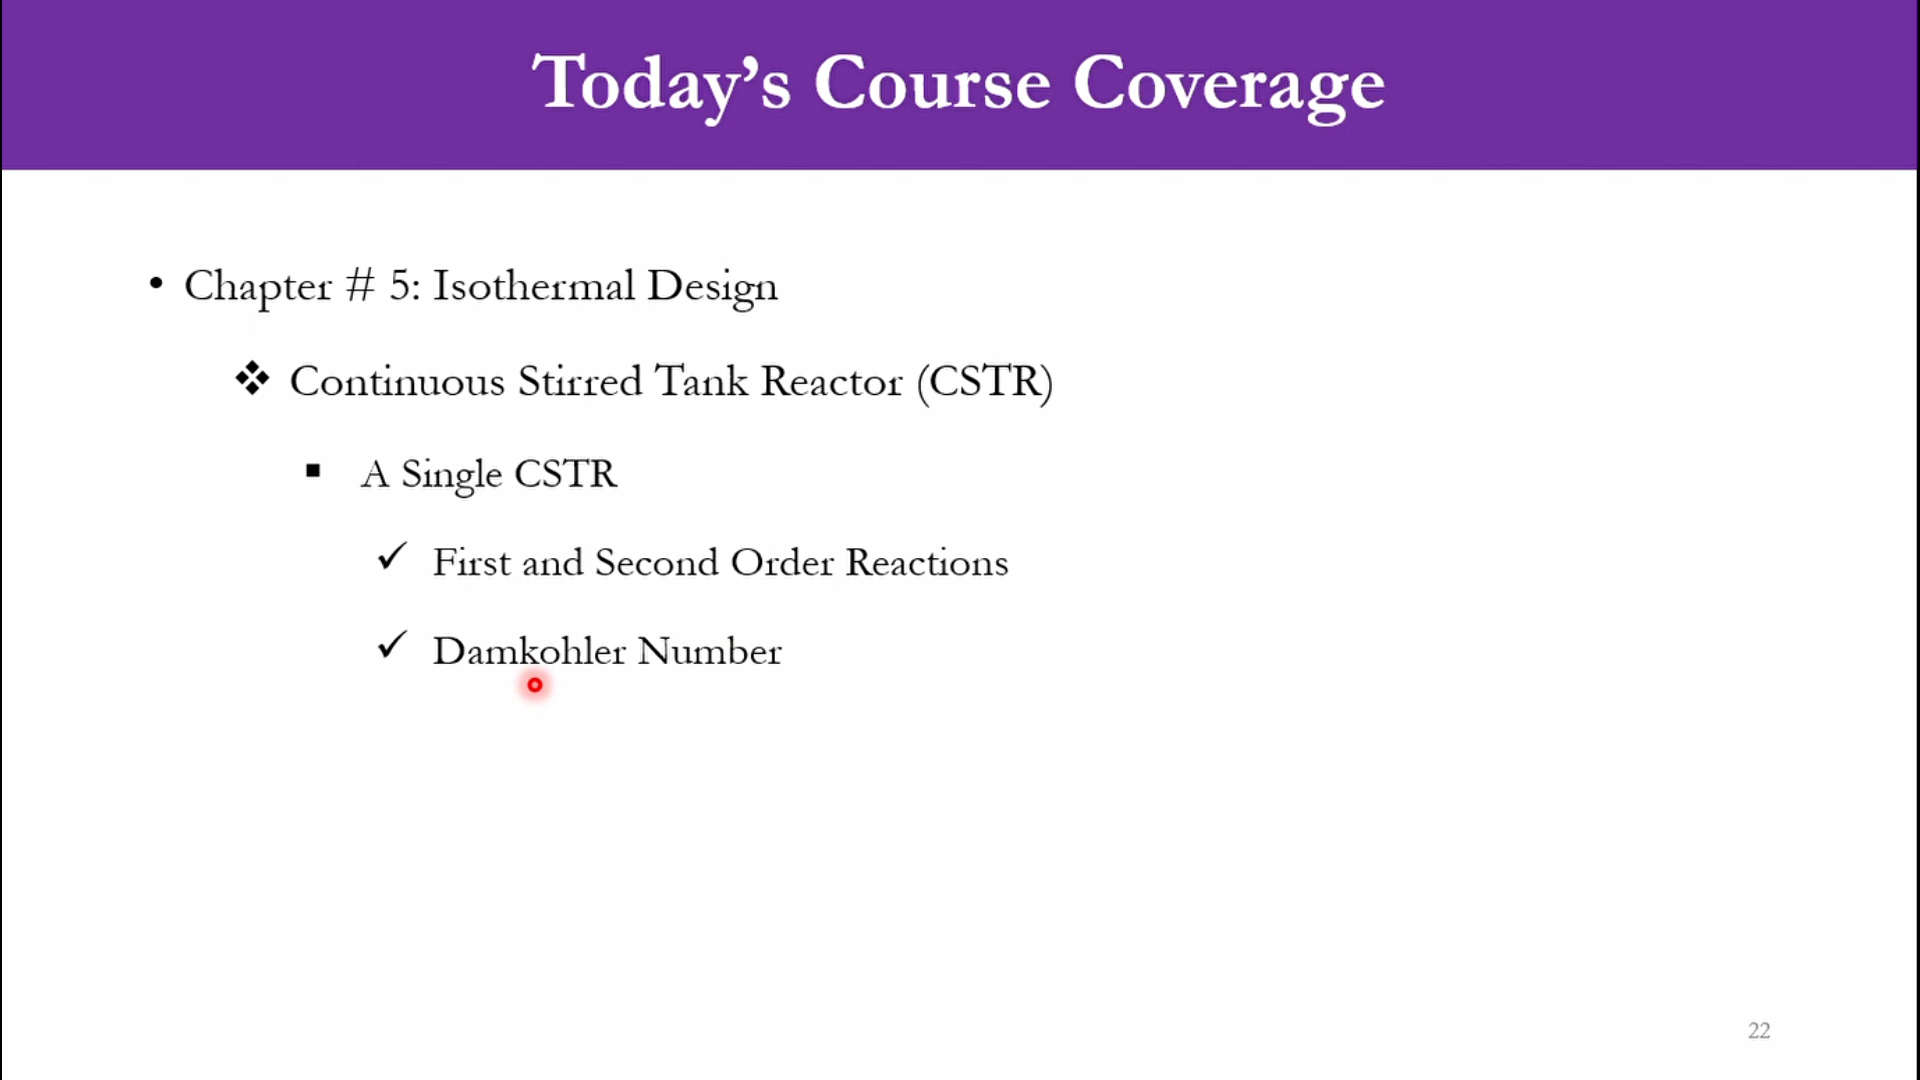 Today’s Course Coverage
• Chapter # 5: Isothermal Design
❖ Continuous Stirred Tank Reactor (CSTR)
▪ A Single CSTR
✓ First and Second Order Reactions
✓ Damkohler Number
22